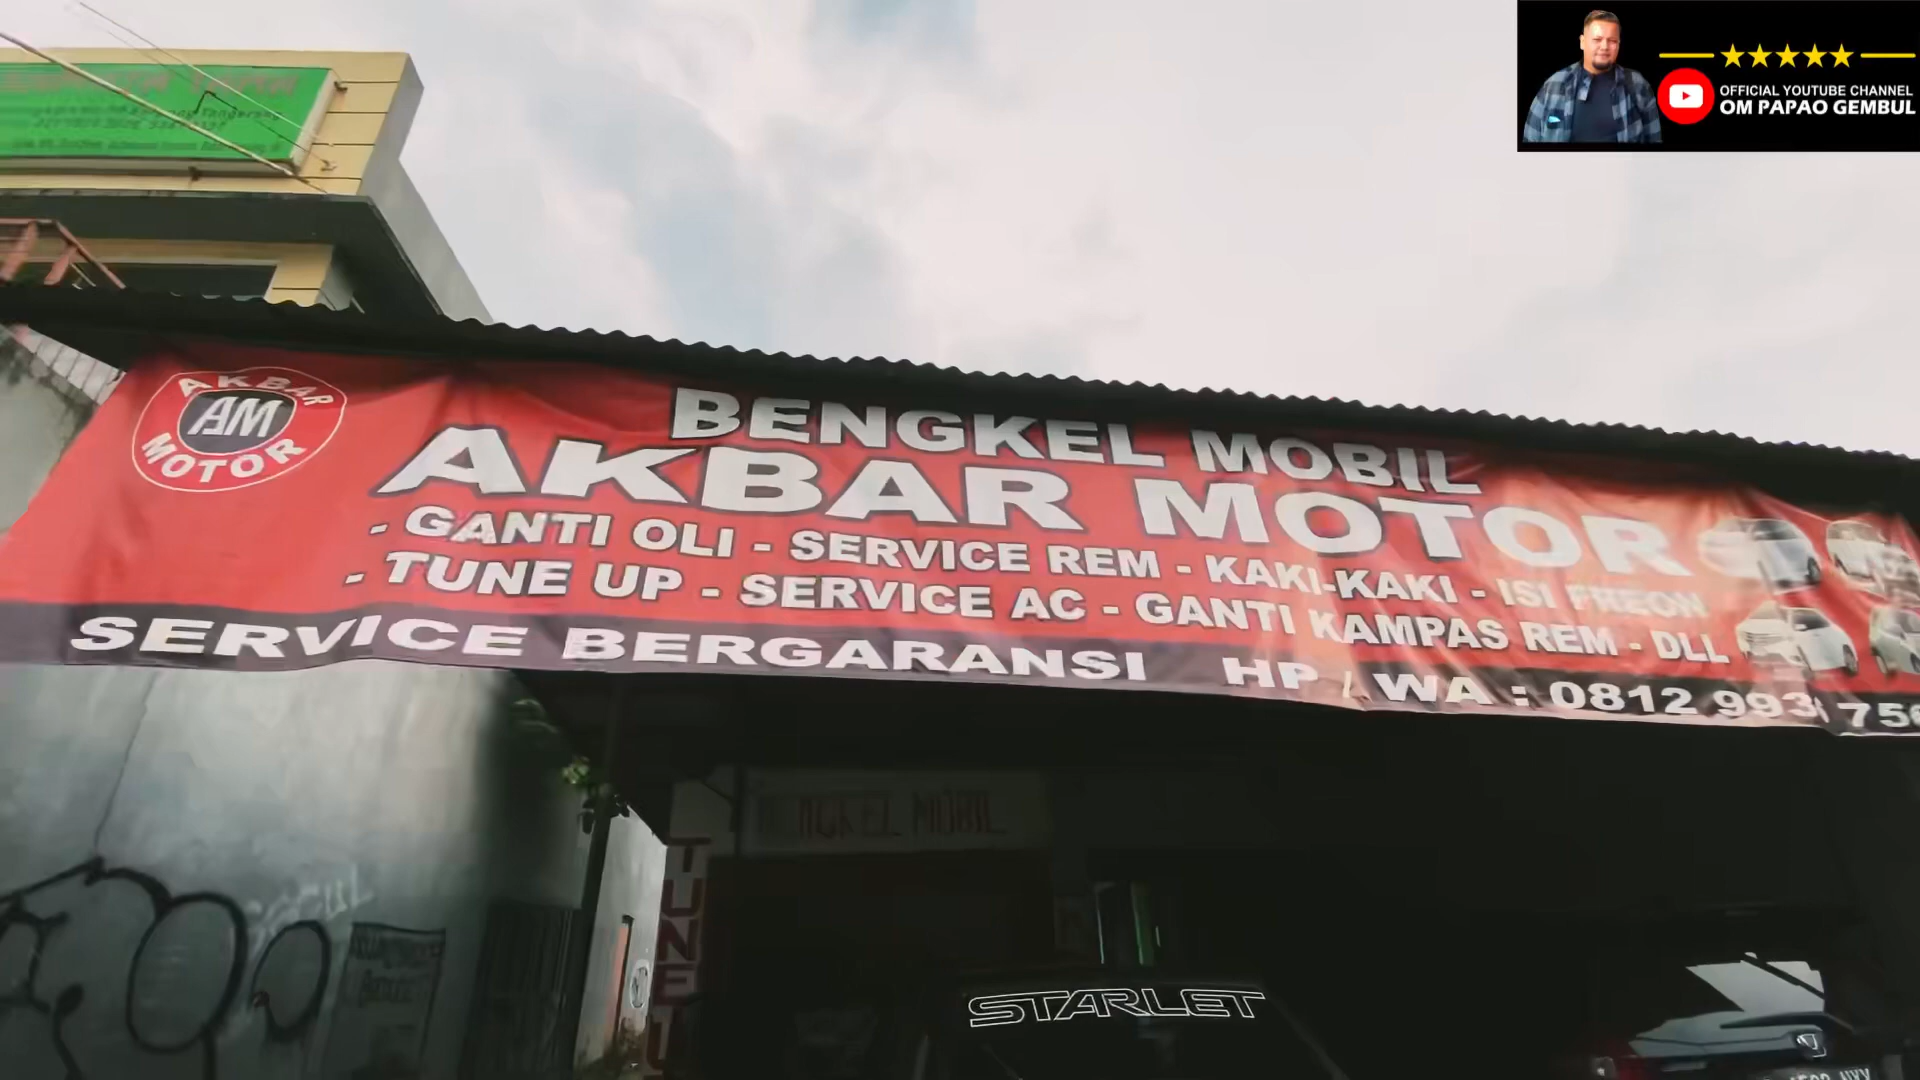 OFFICIAL YOUTUBE CHANNEL
OM PAPAO GEMBUL
AKBAR
AM
MOTOR
BENGKEL MOBIL
AKBAR MOTOR
- GANTI OLI - SERVICE REM - KAKI-KAKI - ISI FREON
- TUNE UP - SERVICE AC - GANTI KAMPAS REM - DLL
SERVICE BERGARANSI HP / WA : 0812 993
BENGKEL MOBIL
TUNE
STARLET